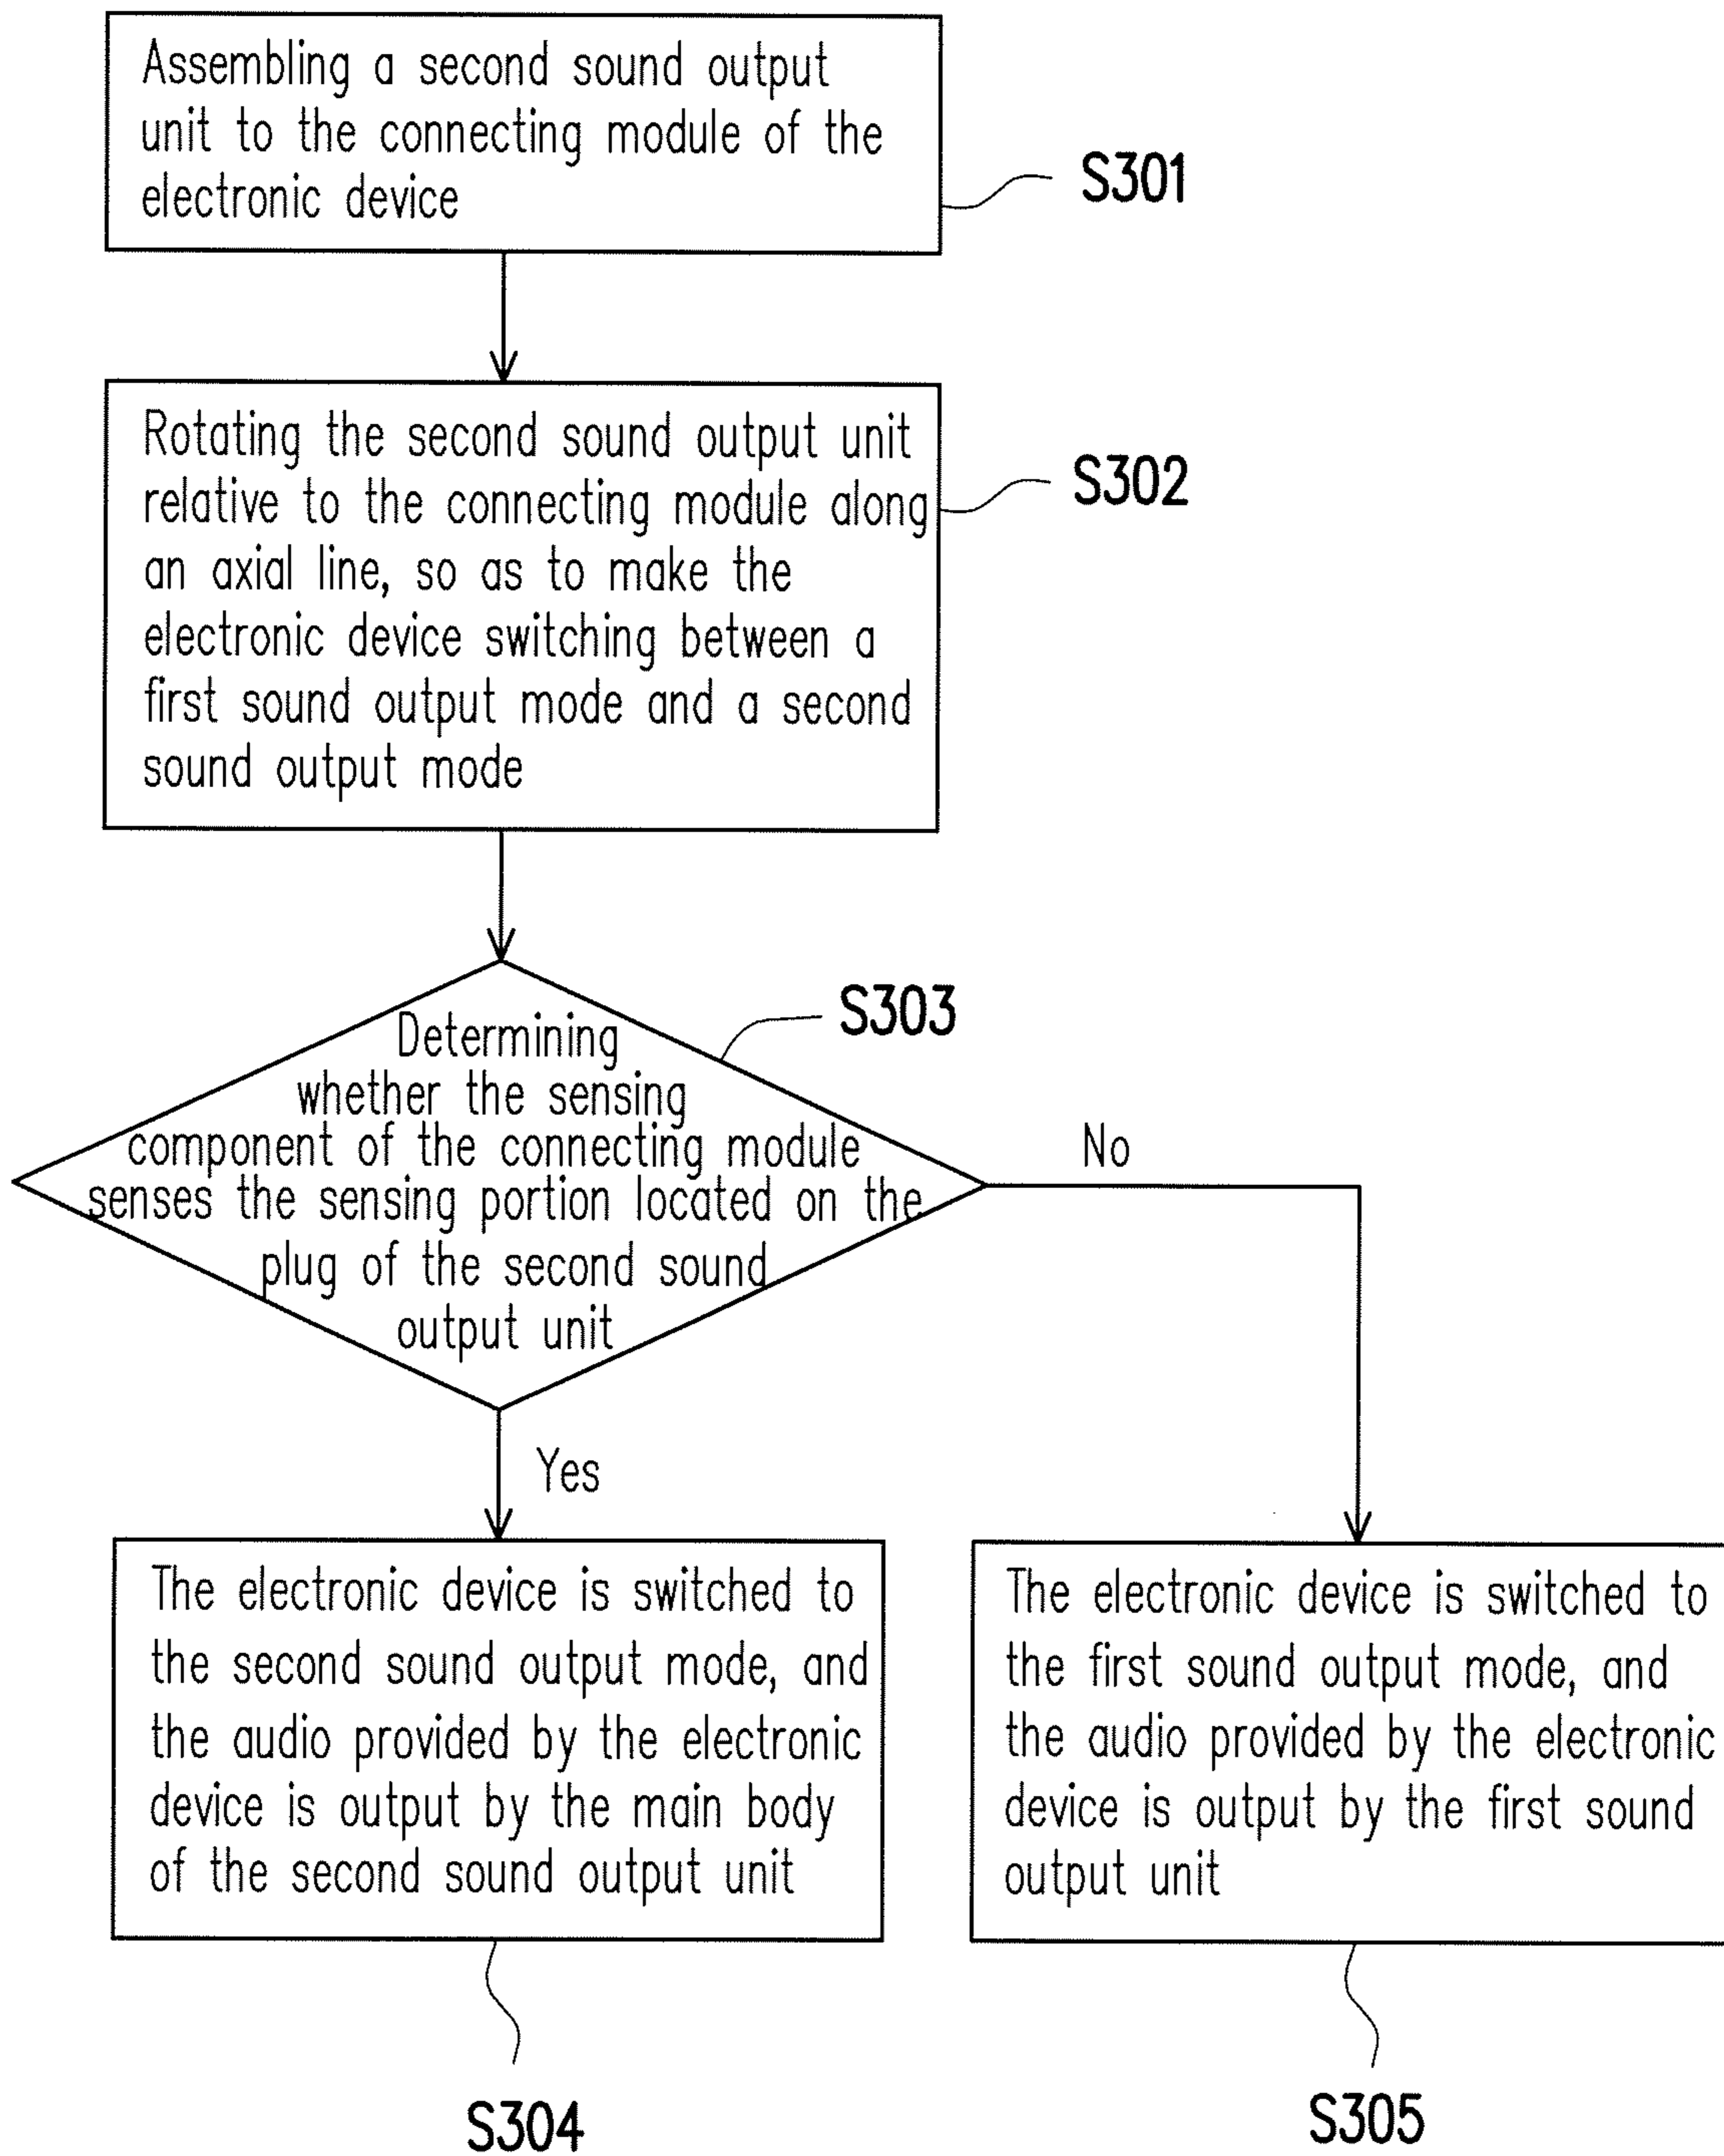 Assembling a second sound output
unit to the connecting module of the
electronic device
S301
Rotating the second sound output unit
relative to the connecting module along
an axial line, so as to make the
electronic device switching between a
first sound output mode and a second
sound output mode
S302
Determining
whether the sensing
component of the connecting module
senses the sensing portion located on the
plug of the second sound
output unit
S303
No
Yes
The electronic device is switched to
the second sound output mode, and
the audio provided by the electronic
device is output by the main body
of the second sound output unit
S304
The electronic device is switched to
the first sound output mode, and
the audio provided by the electronic
device is output by the first sound
output unit
S305